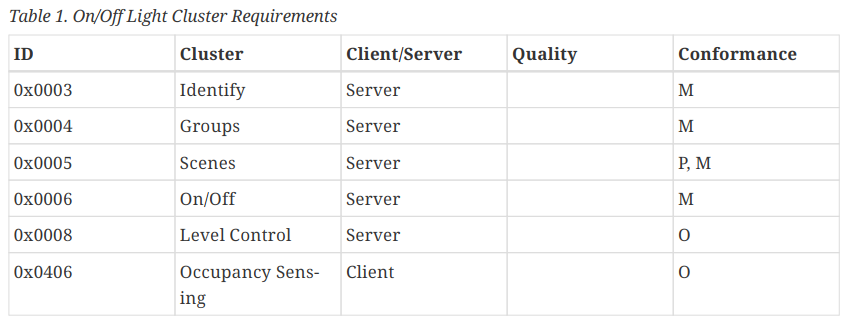 Table 1. On/Off Light Cluster Requirements
ID Cluster Client/Server Quality Conformance
0x0003 Identify Server M
0x0004 Groups Server M
0x0005 Scenes Server P, M
0x0006 On/Off Server M
0x0008 Level Control Server O
0x0406 Occupancy Sens- Client O
ing